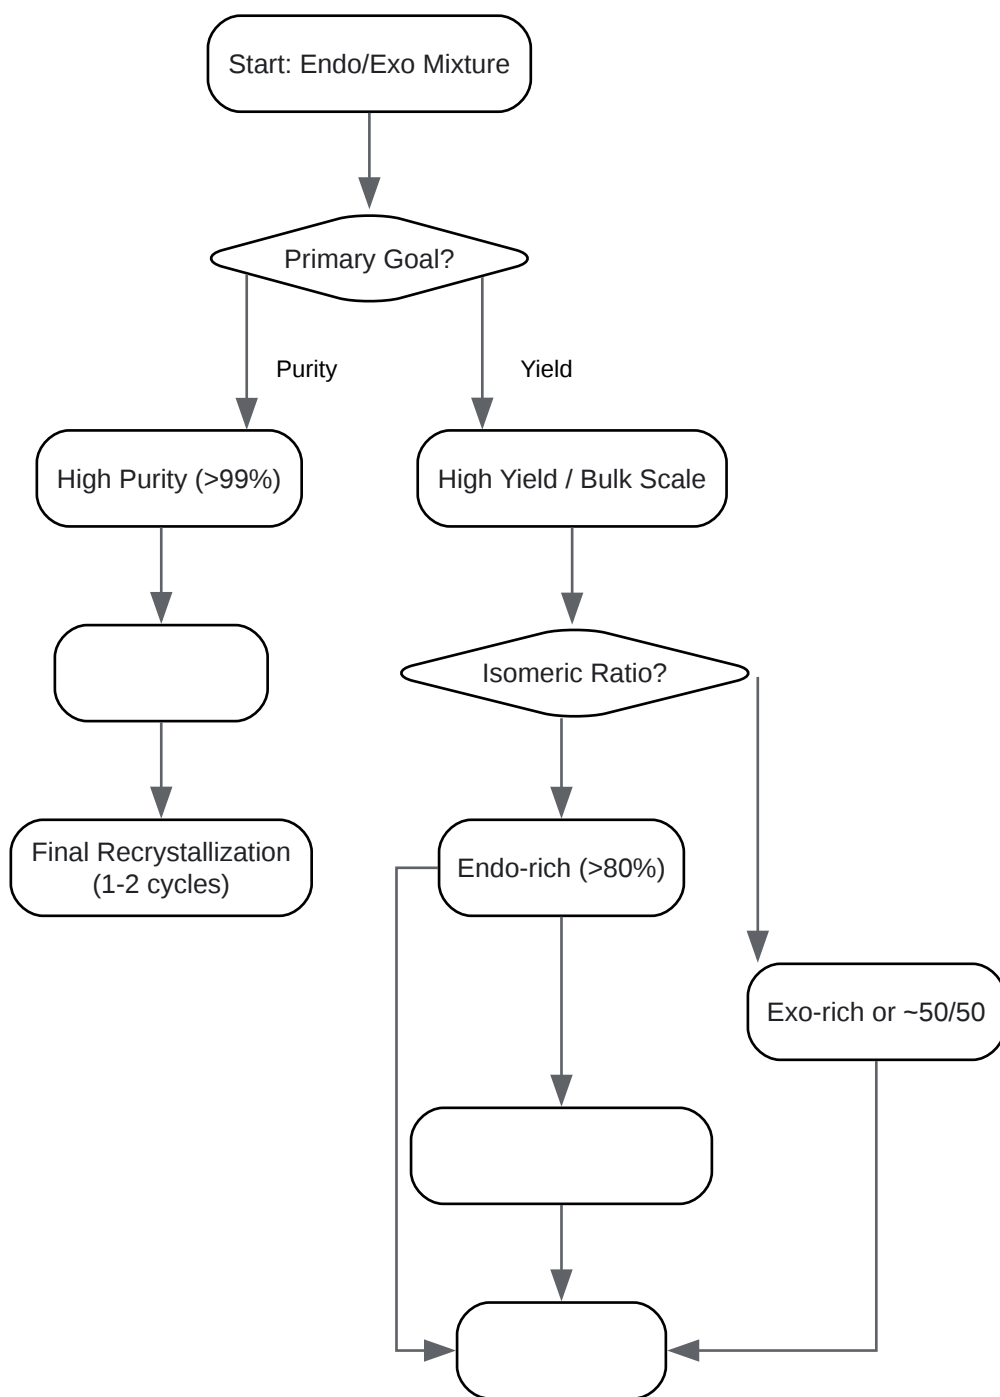 Start: Endo/Exo Mixture
Primary Goal?
Purity
Yield
High Purity (>99%)
High Yield / Bulk Scale
Isomeric Ratio?
Final Recrystallization
(1-2 cycles)
Endo-rich (>80%)
Exo-rich or ~50/50